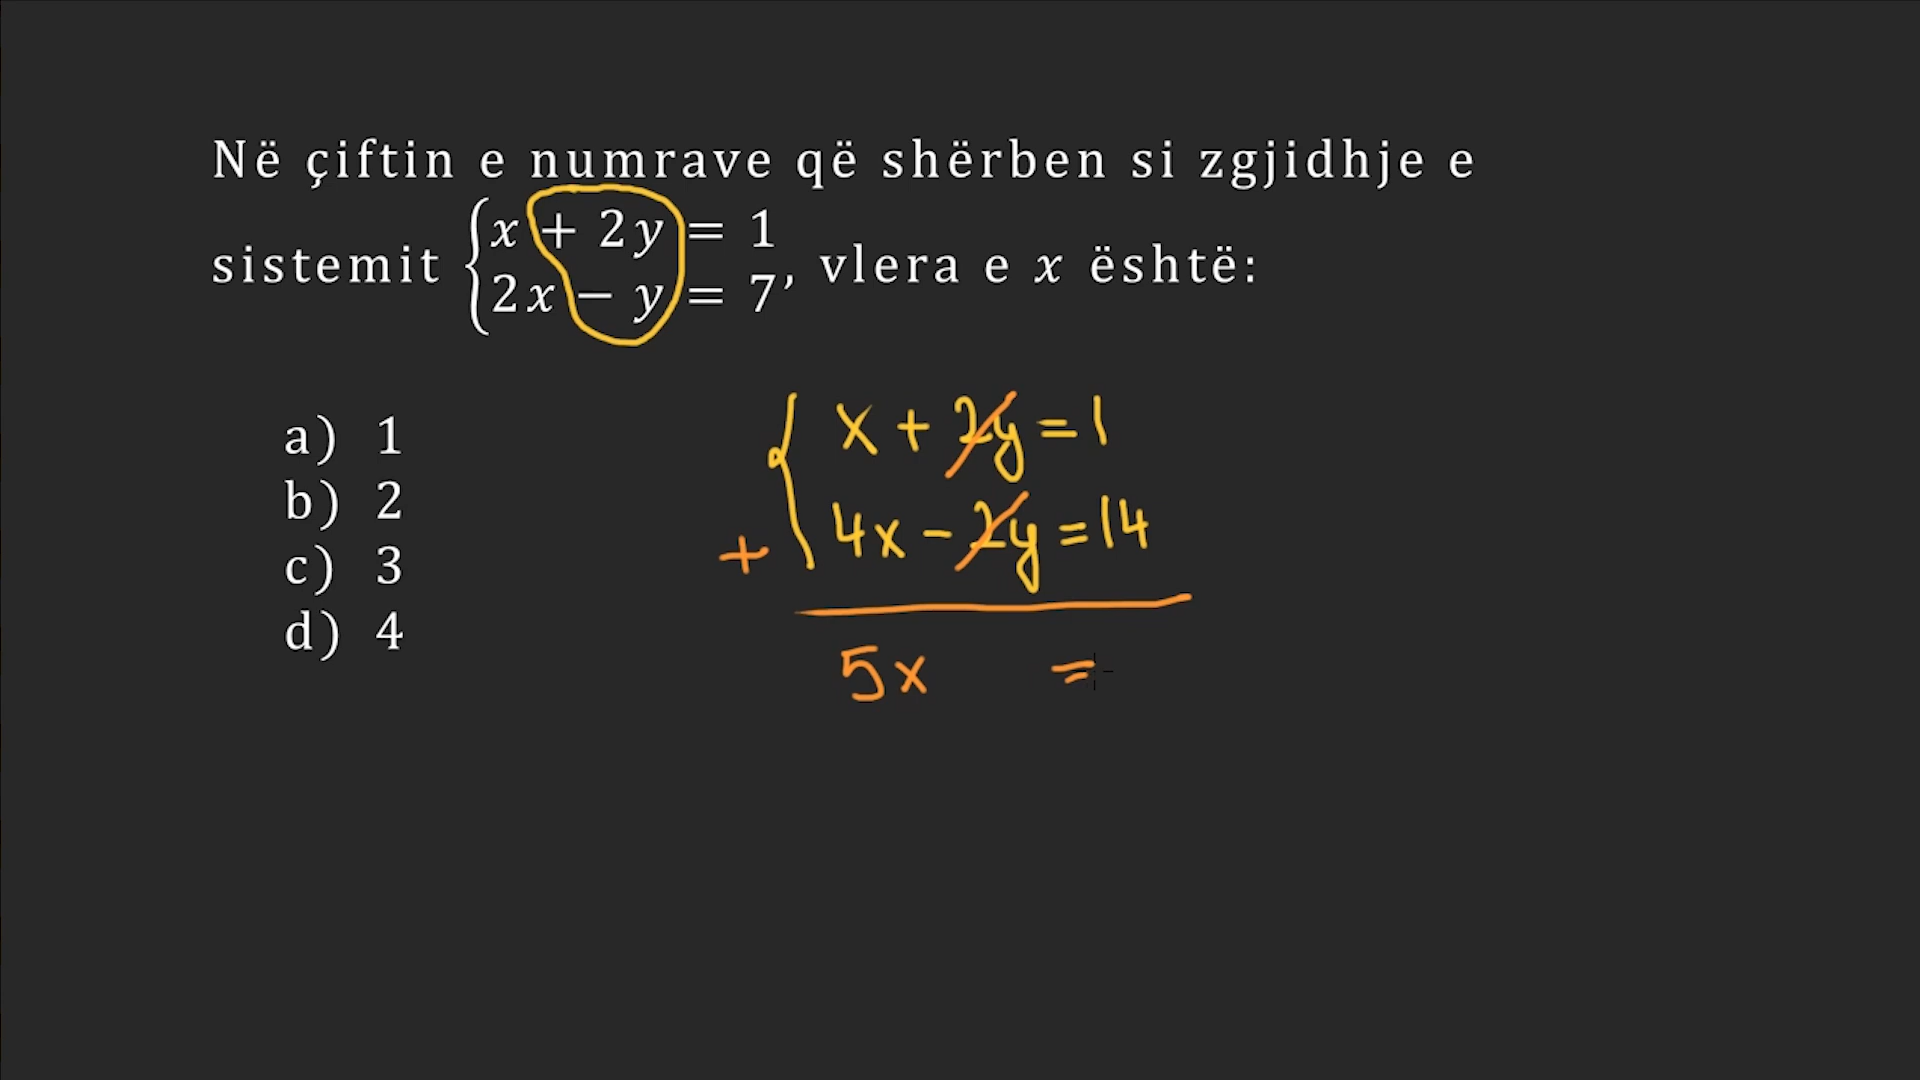 Në çiftin e numrave që shërben si zgjidhje e
sistemit {x + 2y = 1
2x − y = 7, vlera e x është:
a) 1
b) 2
c) 3
d) 4
x + 2y = 1
+ 4x - 2y = 14
5x =